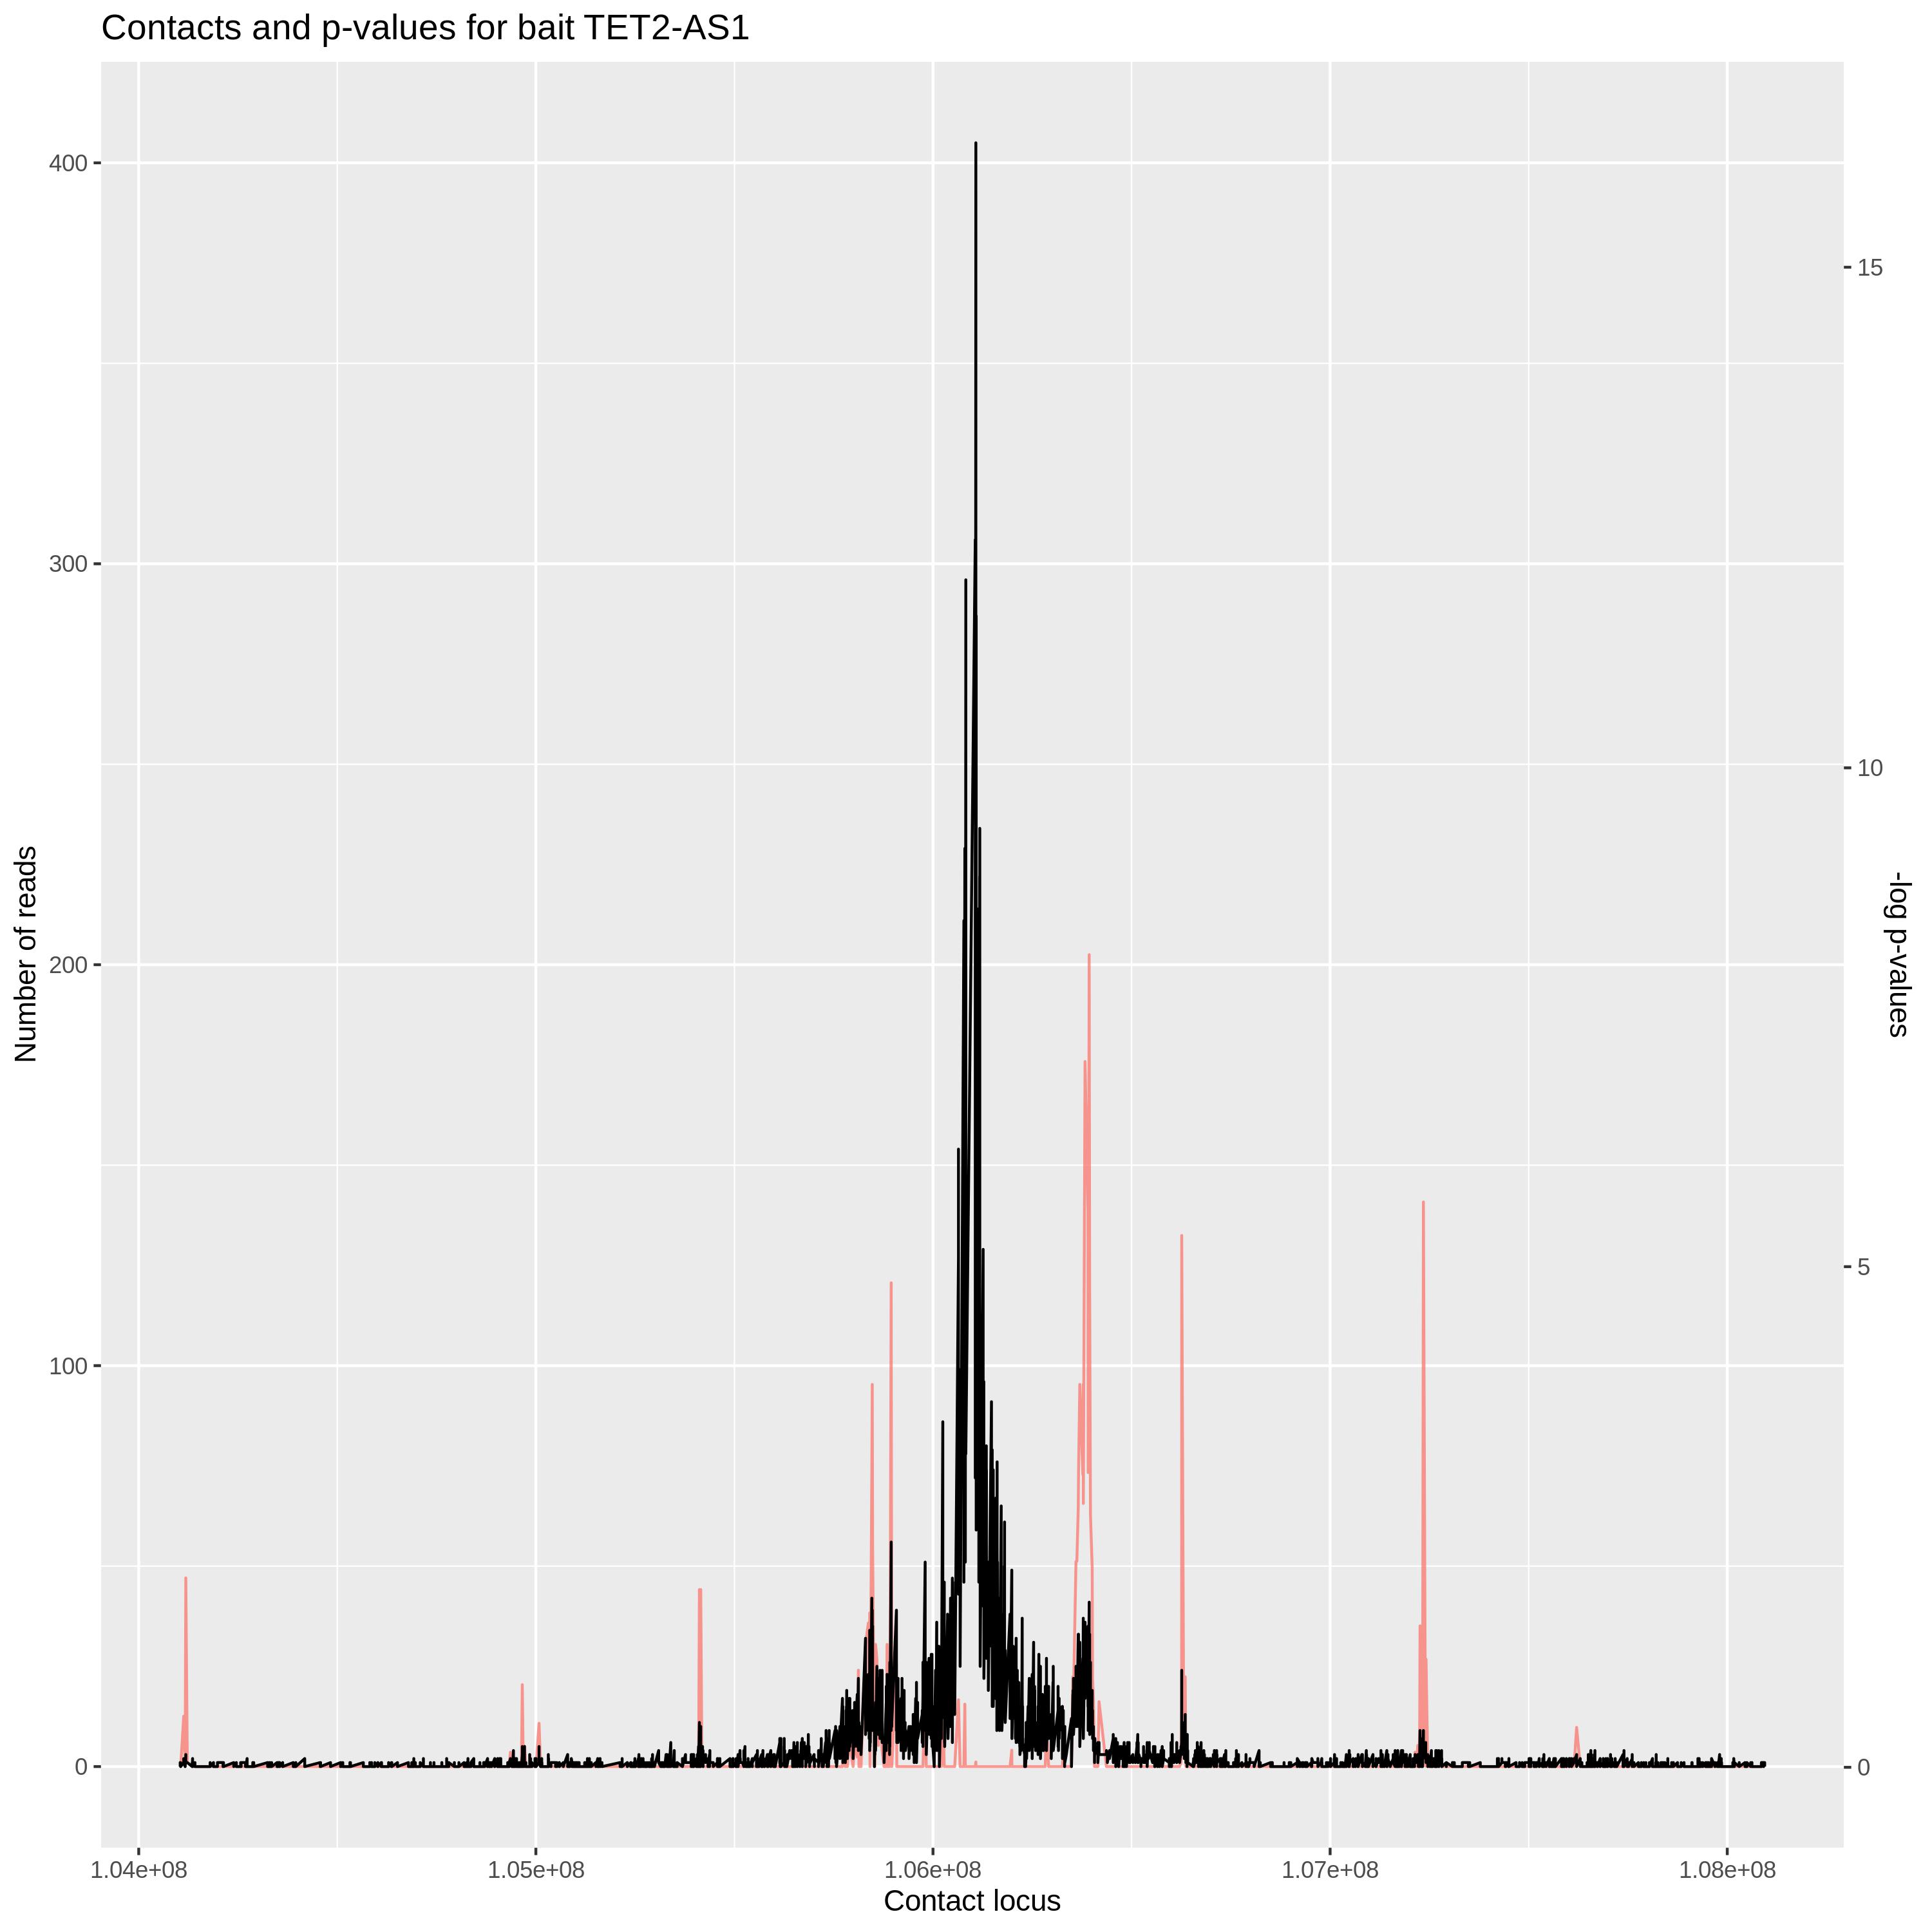 Contacts and p-values for bait TET2-AS1
400
300
200
100
0
Number of reads
15
10
5
0
-log p-values
1.04e+08 1.05e+08 1.06e+08 1.07e+08 1.08e+08
Contact locus